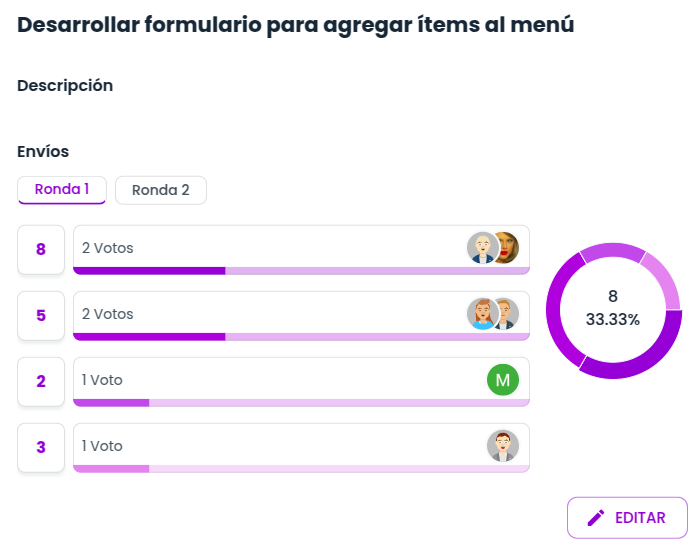 Desarrollar formulario para agregar ítems al menú
Descripción
Envíos
Ronda 1
Ronda 2
8
2 Votos
5
2 Votos
2
1 Voto
M
3
1 Voto
8
33.33%
EDITAR